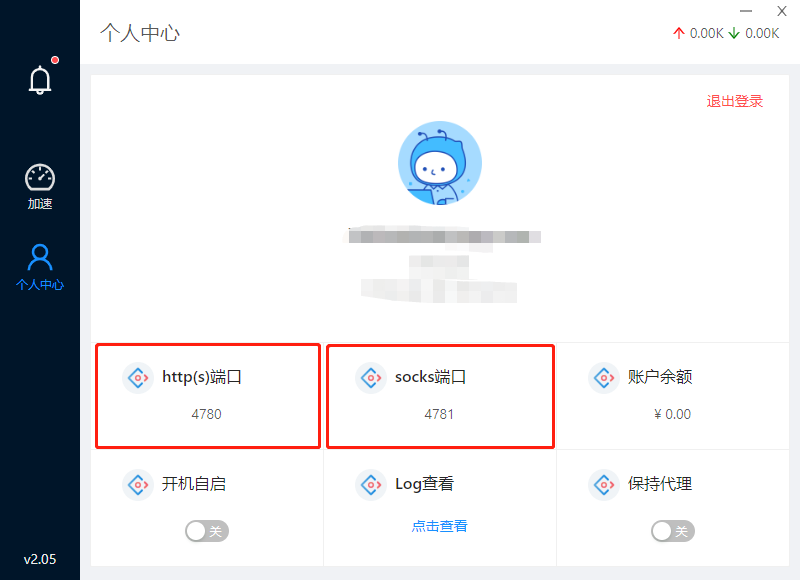 个人中心
0.00K 0.00K
退出登录
加速
个人中心
http(s)端口
4780
socks端口
4781
账户余额
¥ 0.00
开机自启
关
Log查看
点击查看
保持代理
关
v2.05